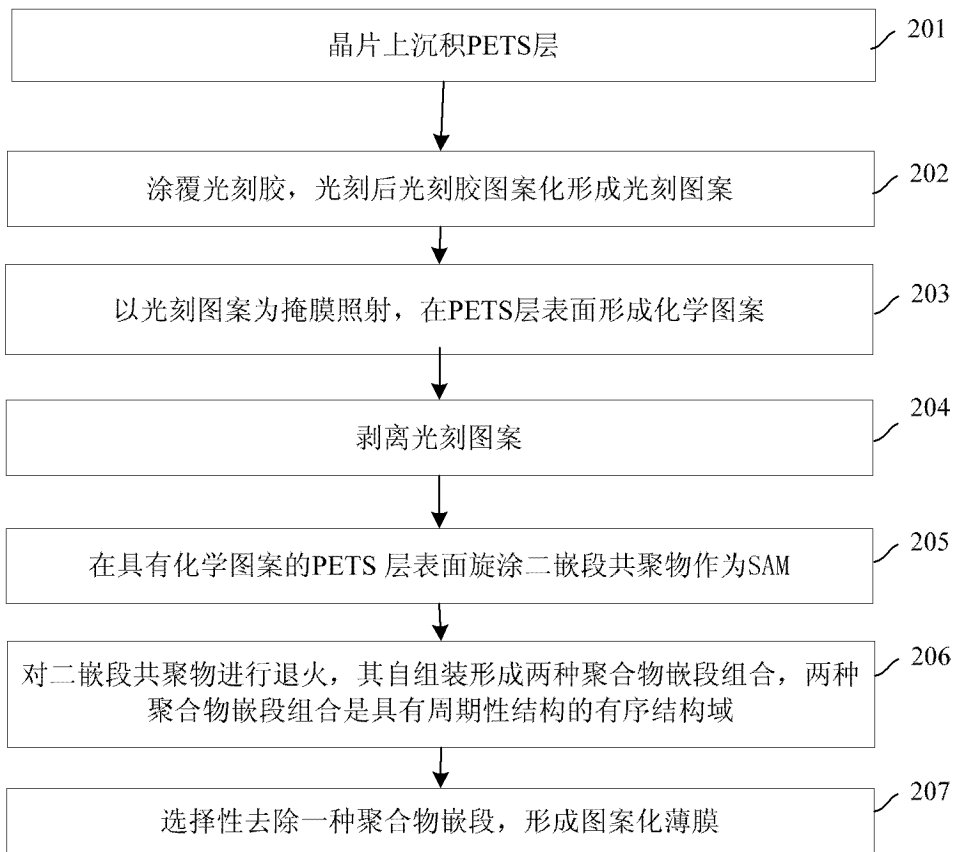 晶片上沉积PETS层
201
涂覆光刻胶，光刻后光刻胶图案化形成光刻图案
202
以光刻图案为掩膜照射，在PETS层表面形成化学图案
203
剥离光刻图案
204
在具有化学图案的PETS 层表面旋涂二嵌段共聚物作为SAM
205
对二嵌段共聚物进行退火，其自组装形成两种聚合物嵌段组合，两种
聚合物嵌段组合是具有周期性结构的有序结构域
206
选择性去除一种聚合物嵌段，形成图案化薄膜
207